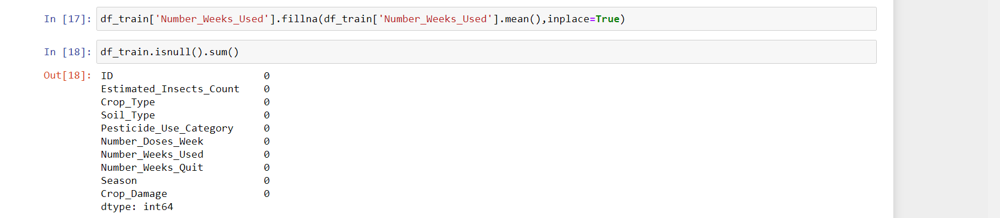 In [17]: df_train['Number_Weeks_Used'].fillna(df_train['Number_Weeks_Used'].mean(),inplace=True)
In [18]: df_train.isnull().sum()
Out[18]: ID 0
Estimated_Insects_Count 0
Crop_Type 0
Soil_Type 0
Pesticide_Use_Category 0
Number_Doses_Week 0
Number_Weeks_Used 0
Number_Weeks_Quit 0
Season 0
Crop_Damage 0
dtype: int64